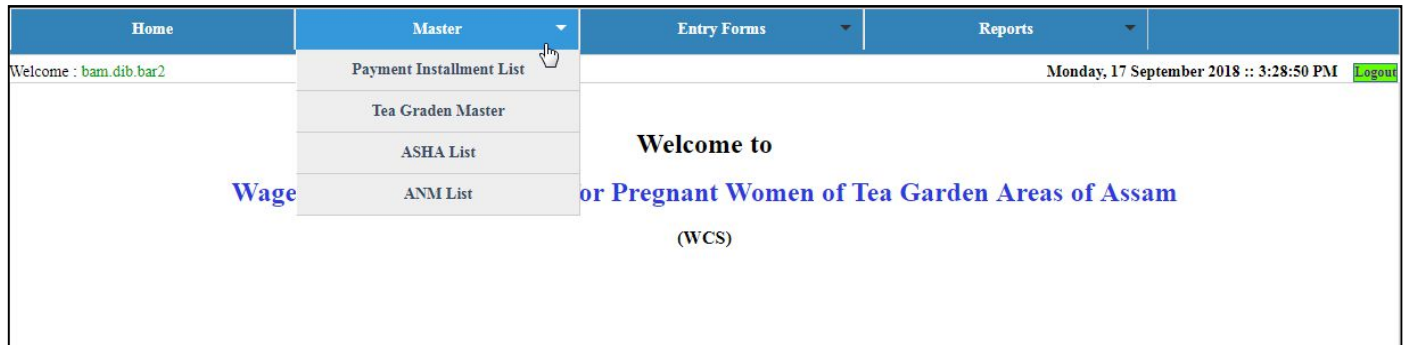 Home Master Entry Forms Reports
Welcome : bam.dib.bar2 Monday, 17 September 2018 :: 3:28:50 PM Logout
Payment Installment List
Tea Graden Master
ASHA List
ANM List
Welcome to
Wage or Pregnant Women of Tea Garden Areas of Assam
(WCS)